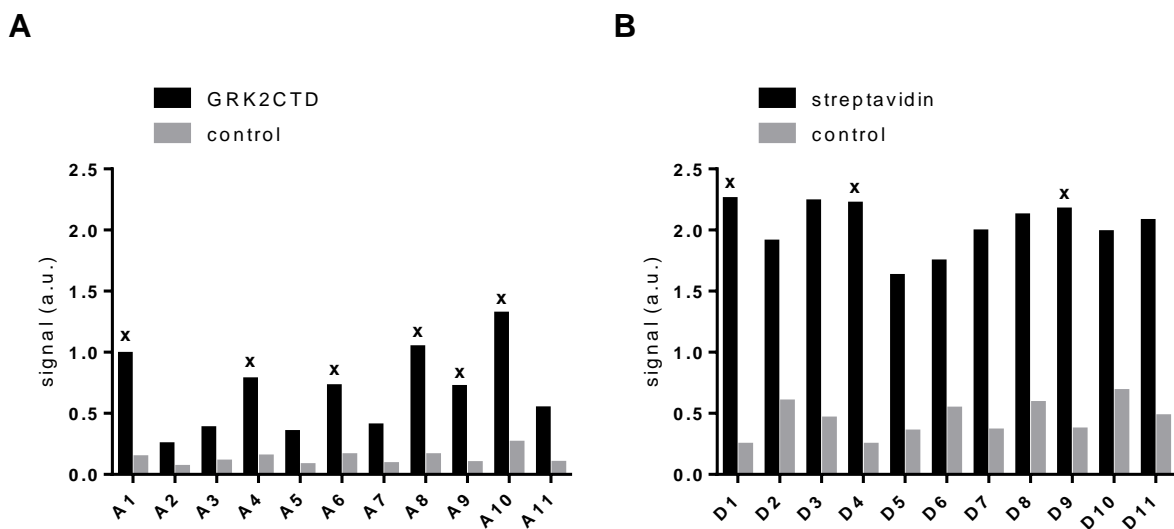 A
GRK2CTD
control
signal (a.u.)
2.5
2.0
1.5
1.0
0.5
0.0
x
x
x
x
x
x
A1
A2
A3
A4
A5
A6
A7
A8
A9
A10
A11
B
streptavidin
control
signal (a.u.)
2.5
2.0
1.5
1.0
0.5
0.0
x
x
x
D1
D2
D3
D4
D5
D6
D7
D8
D9
D10
D11